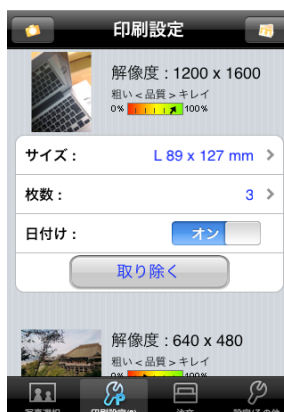 印刷設定
解像度 : 1200 x 1600
粗い < 品質 > キレイ
0% 100%
サイズ : L 89 x 127 mm
枚数 : 3
日付け : オン
取り除く
解像度 : 640 x 480
粗い < 品質 > キレイ
0% 100%